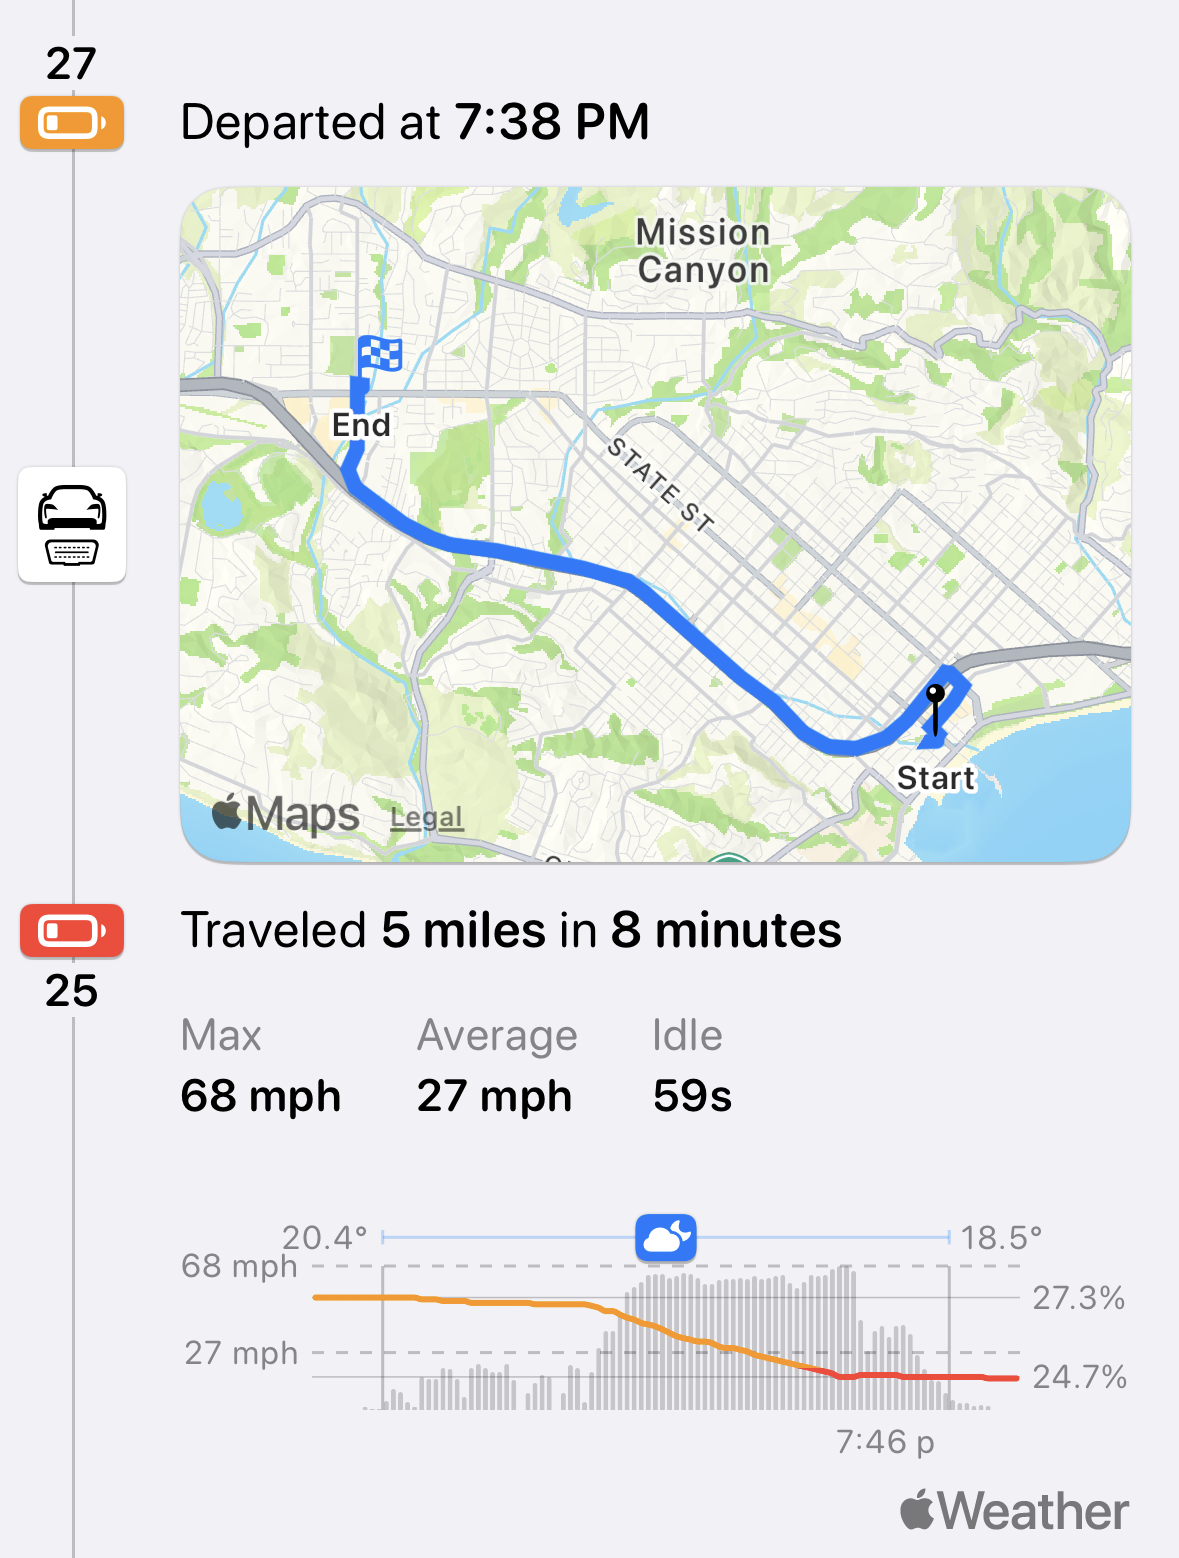 27
Departed at 7:38 PM
Mission
Canyon
End
STATE ST
Start
Maps Legal
Traveled 5 miles in 8 minutes
25
Max Average Idle
68 mph 27 mph 59s
20.4° 18.5°
68 mph
27.3%
27 mph
24.7%
7:46 p
Weather